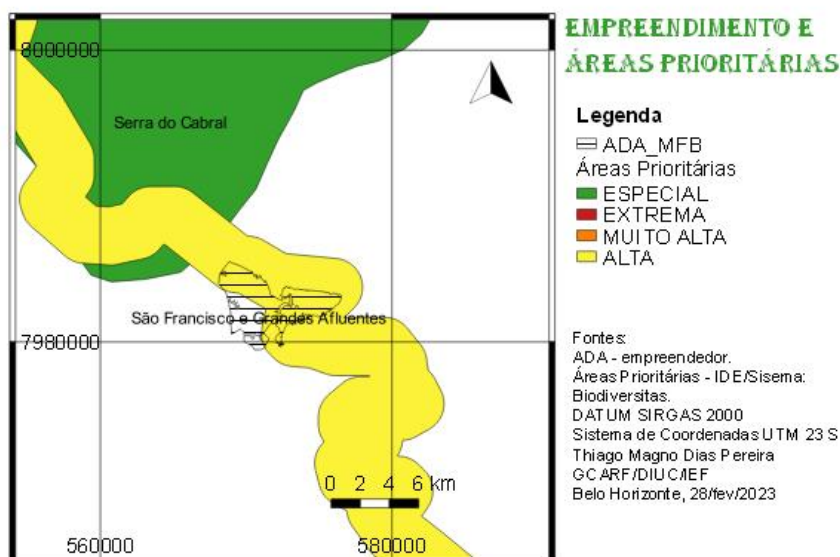 EMPREENDIMENTO E
ÁREAS PRIORITÁRIAS
8000000
Serra do Cabral
São Francisco e Grandes Afluentes
7980000
0 2 4 6 km
560000
580000
Legenda
ADA_MFB
Áreas Prioritárias
ESPECIAL
EXTREMA
MUITO ALTA
ALTA
Fontes:
ADA - empreendedor.
Áreas Prioritárias - IDE/Sisema:
Biodiversitas.
DATUM SIRGAS 2000
Sistema de Coordenadas UTM 23 S
Thiago Magno Dias Pereira
GCARF/DIUC/IEF
Belo Horizonte, 28/fev/2023